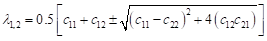 λ₁,₂ = 0.5[c₁₁ + c₁₂ ± √((c₁₁ − c₂₂)² + 4(c₁₂c₂₁))]